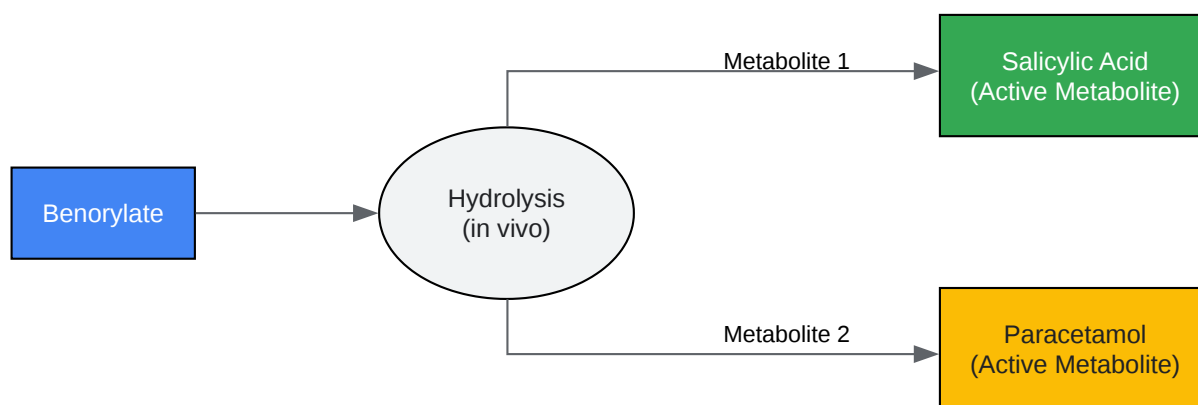 Benorylate
Hydrolysis
(in vivo)
Metabolite 1
Salicylic Acid
(Active Metabolite)
Metabolite 2
Paracetamol
(Active Metabolite)